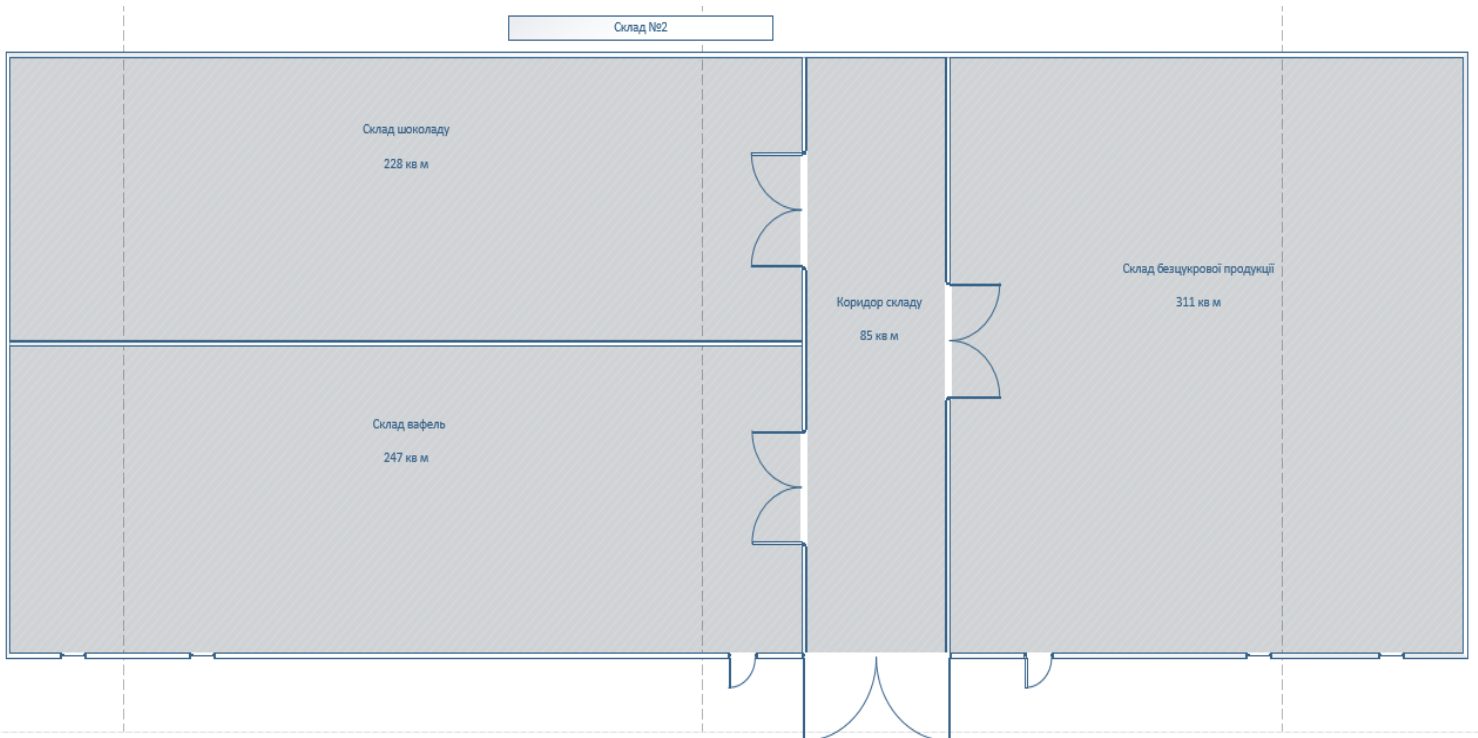 Склад №2
Склад шоколаду
228 кв м
Склад безцукрової продукції
311 кв м
Коридор складу
85 кв м
Склад вафель
247 кв м